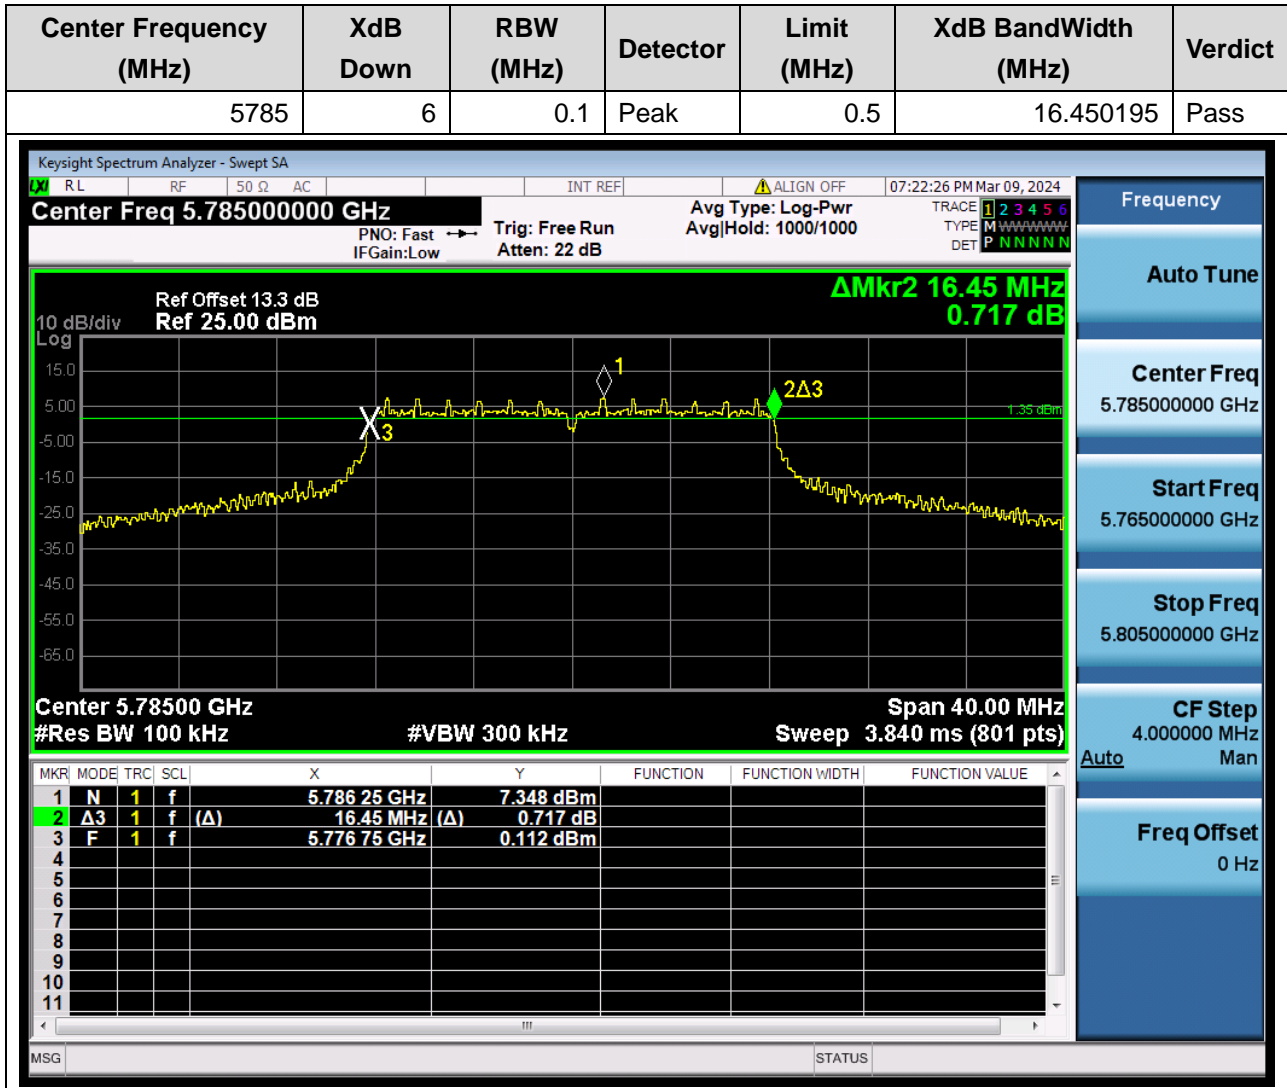 Center Frequency (MHz) XdB Down RBW (MHz) Detector Limit (MHz) XdB BandWidth (MHz) Verdict
5785 6 0.1 Peak 0.5 16.450195 Pass
Keysight Spectrum Analyzer - Swept SA
LXI RL RF 50 Ω AC INT REF ALIGN OFF 07:22:26 PM Mar 09, 2024
Center Freq 5.785000000 GHz
PNO: Fast
IFGain:Low
Trig: Free Run
Atten: 22 dB
Avg Type: Log-Pwr
Avg|Hold: 1000/1000
TRACE 1 2 3 4 5 6
TYPE M WWWWW
DET P N N N N N
ΔMkr2 16.45 MHz
0.717 dB
Ref Offset 13.3 dB
10 dB/div Ref 25.00 dBm
Log
15.0
5.00
-5.00
-15.0
-25.0
-35.0
-45.0
-55.0
-65.0
1
2Δ3
1.35 dBm
3
Center 5.78500 GHz Span 40.00 MHz
#Res BW 100 kHz #VBW 300 kHz Sweep 3.840 ms (801 pts)
MKR MODE TRC SCL X Y FUNCTION FUNCTION WIDTH FUNCTION VALUE
1 N 1 f 5.786 25 GHz 7.348 dBm
2 Δ3 1 f (Δ) 16.45 MHz (Δ) 0.717 dB
3 F 1 f 5.776 75 GHz 0.112 dBm
4
5
6
7
8
9
10
11
MSG STATUS
Frequency
Auto Tune
Center Freq
5.785000000 GHz
Start Freq
5.765000000 GHz
Stop Freq
5.805000000 GHz
CF Step
4.000000 MHz
Auto Man
Freq Offset
0 Hz